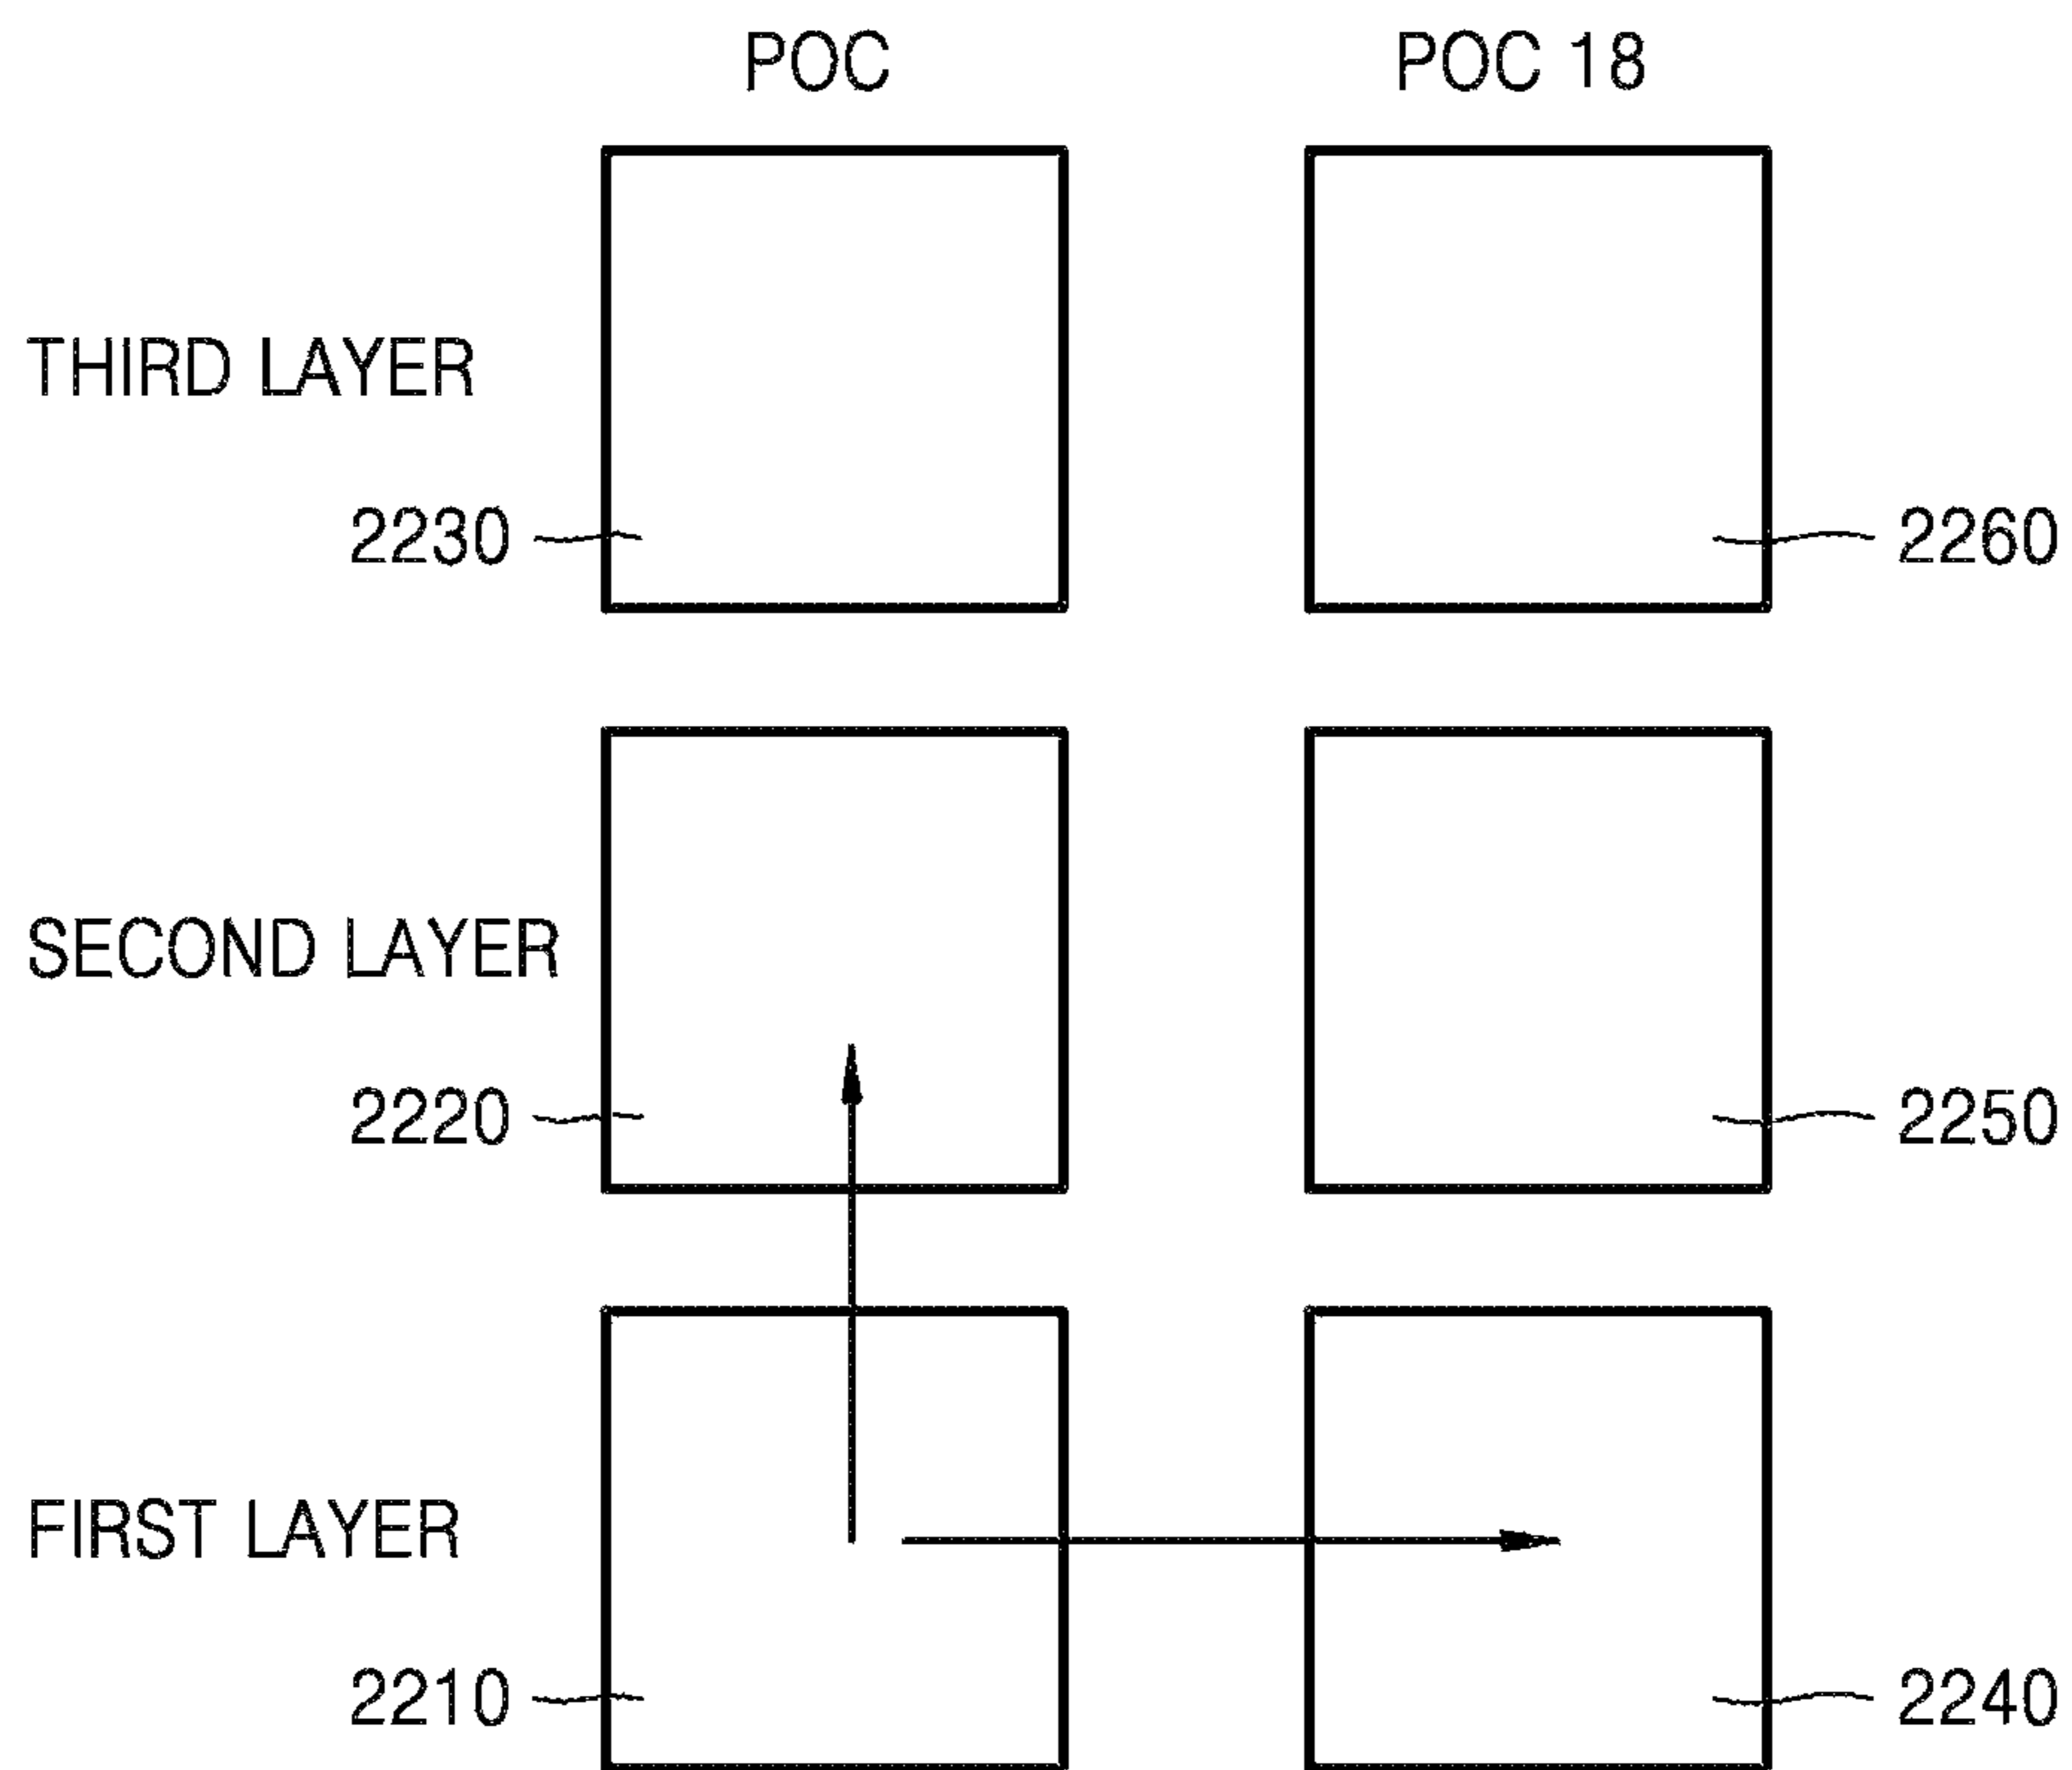 POC POC 18
THIRD LAYER
2230 2260
SECOND LAYER
2220 2250
FIRST LAYER
2210 2240